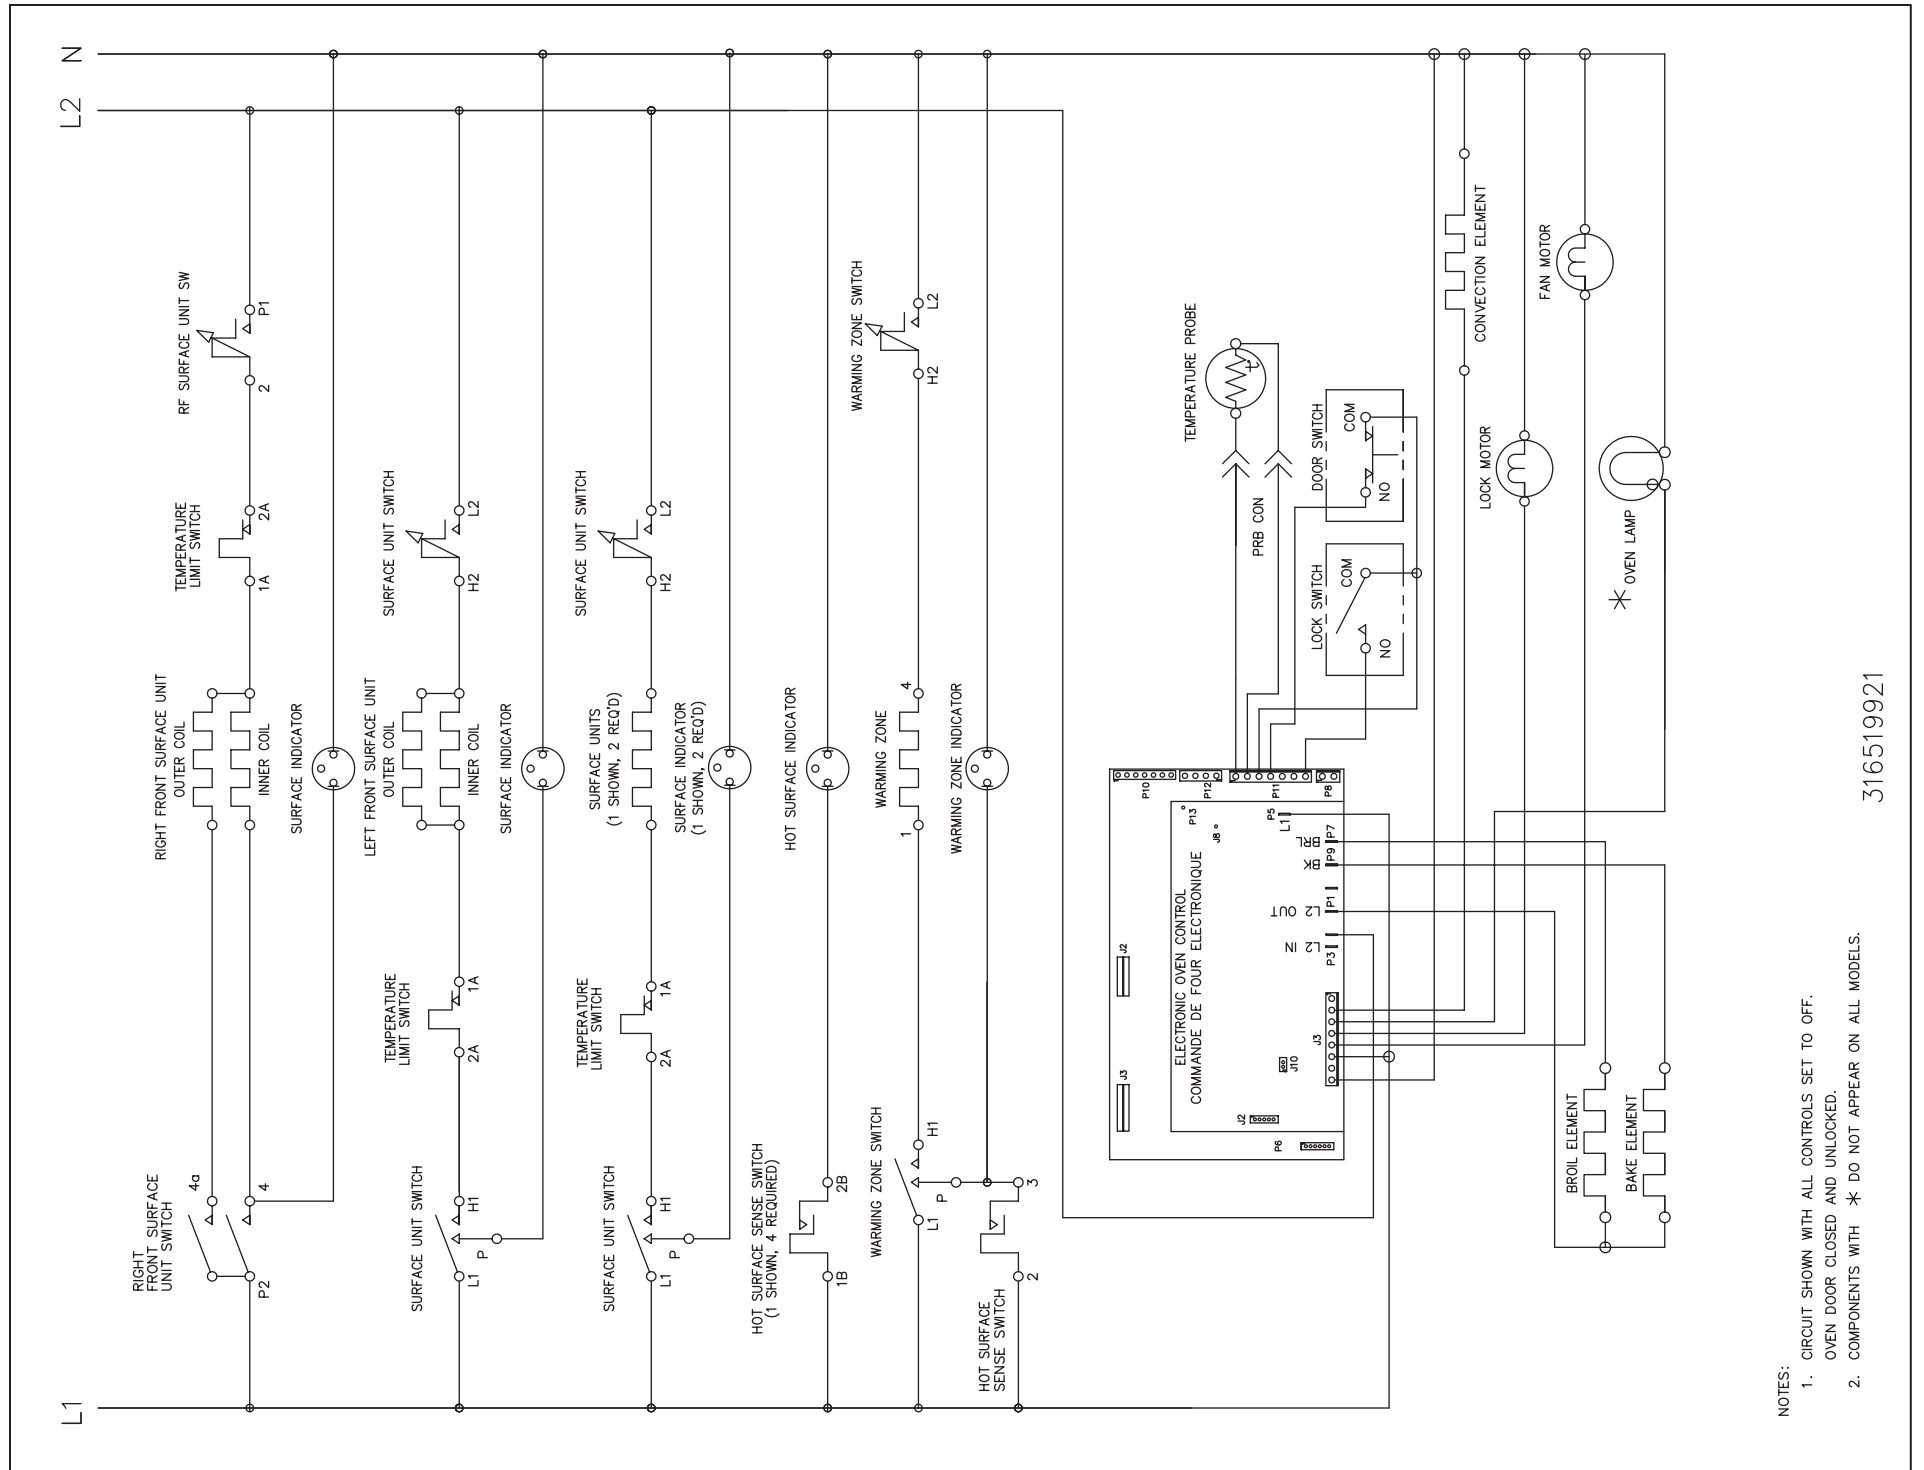 N
L2
L1
RF SURFACE UNIT SW
P1
2
TEMPERATURE
LIMIT SWITCH
2A
1A
RIGHT FRONT SURFACE UNIT
OUTER COIL
INNER COIL
SURFACE INDICATOR
RIGHT
FRONT SURFACE
UNIT SWITCH
4a
4
P2
SURFACE UNIT SWITCH
L2
H2
LEFT FRONT SURFACE UNIT
OUTER COIL
INNER COIL
SURFACE INDICATOR
TEMPERATURE
LIMIT SWITCH
1A
2A
SURFACE UNIT SWITCH
H1
P
L1
SURFACE UNIT SWITCH
L2
H2
SURFACE UNITS
(1 SHOWN, 2 REQ'D)
SURFACE INDICATOR
(1 SHOWN, 2 REQ'D)
TEMPERATURE
LIMIT SWITCH
1A
2A
SURFACE UNIT SWITCH
H1
P
L1
HOT SURFACE INDICATOR
HOT SURFACE SENSE SWITCH
(1 SHOWN, 4 REQUIRED)
2B
1B
WARMING ZONE SWITCH
L2
H2
WARMING ZONE
4
1
WARMING ZONE INDICATOR
WARMING ZONE SWITCH
H1
P
L1
3
2
HOT SURFACE
SENSE SWITCH
TEMPERATURE PROBE
t
PRB CON
DOOR SWITCH
COM
NO
LOCK SWITCH
COM
NO
CONVECTION ELEMENT
FAN MOTOR
LOCK MOTOR
* OVEN LAMP
P10
P12
P11
P8
P13
J8
P5
L1
P7
BRL
P9
BK
P1
L2 OUT
L2 IN
P3
ELECTRONIC OVEN CONTROL
COMMANDE DE FOUR ELECTRONIQUE
J2
J3
J3
J10
J2
P6
BROIL ELEMENT
BAKE ELEMENT
NOTES:
1. CIRCUIT SHOWN WITH ALL CONTROLS SET TO OFF.
OVEN DOOR CLOSED AND UNLOCKED.
2. COMPONENTS WITH * DO NOT APPEAR ON ALL MODELS.
316519921